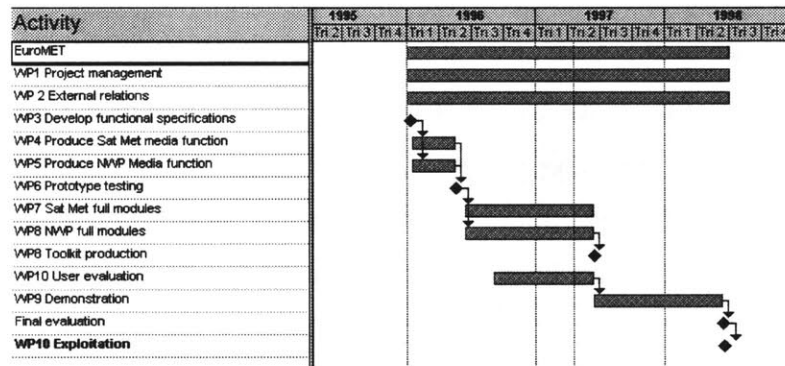 Activity
1995 1996 1997 1998
Tri 2 Tri 3 Tri 4 Tri 1 Tri 2 Tri 3 Tri 4 Tri 1 Tri 2 Tri 3 Tri 4 Tri 1 Tri 2 Tri 3 Tri 4
EuroMET
WP1 Project management
WP 2 External relations
WP3 Develop functional specifications
WP4 Produce Sat Met media function
WP5 Produce NWP Media function
WP6 Prototype testing
WP7 Sat Met full modules
WP8 NWP full modules
WP8 Toolkit production
WP10 User evaluation
WP9 Demonstration
Final evaluation
WP10 Exploitation